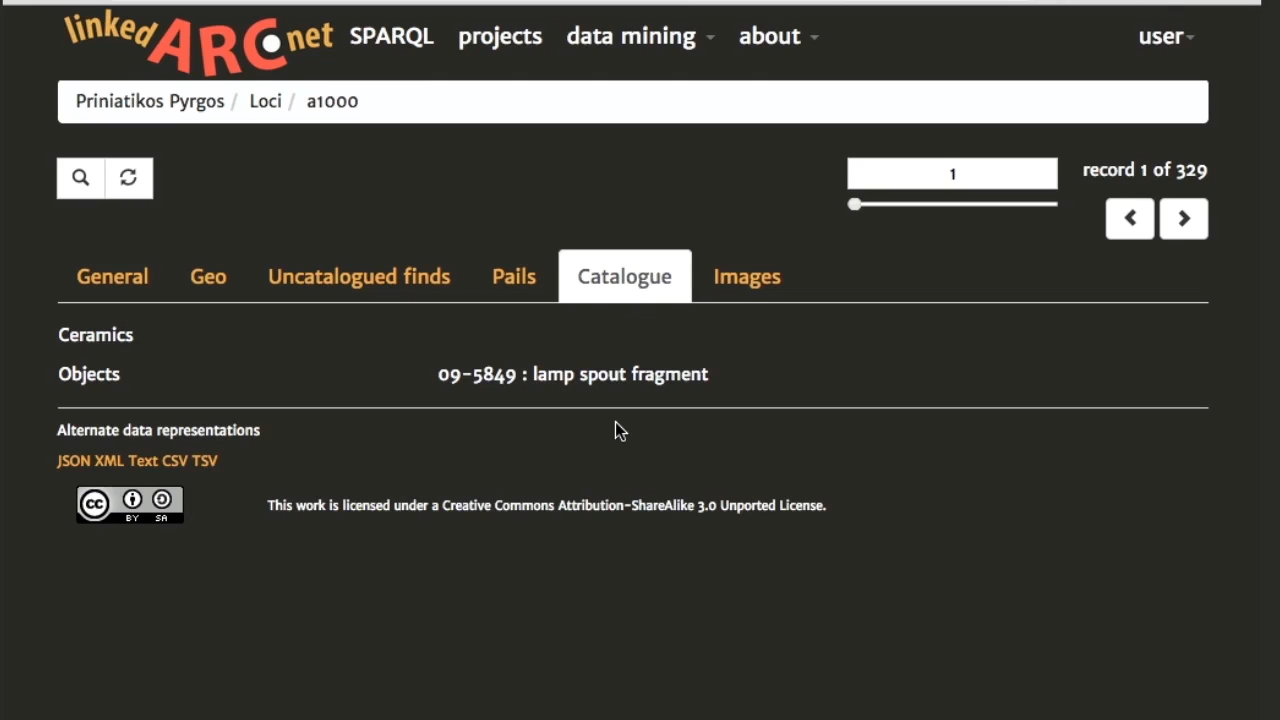 linkedARC.net SPARQL projects data mining about user
Priniatikos Pyrgos / Loci / a1000
1 record 1 of 329
General Geo Uncatalogued finds Pails Catalogue Images
Ceramics
Objects 09-5849 : lamp spout fragment
Alternate data representations
JSON XML Text CSV TSV
cc BY SA This work is licensed under a Creative Commons Attribution-ShareAlike 3.0 Unported License.